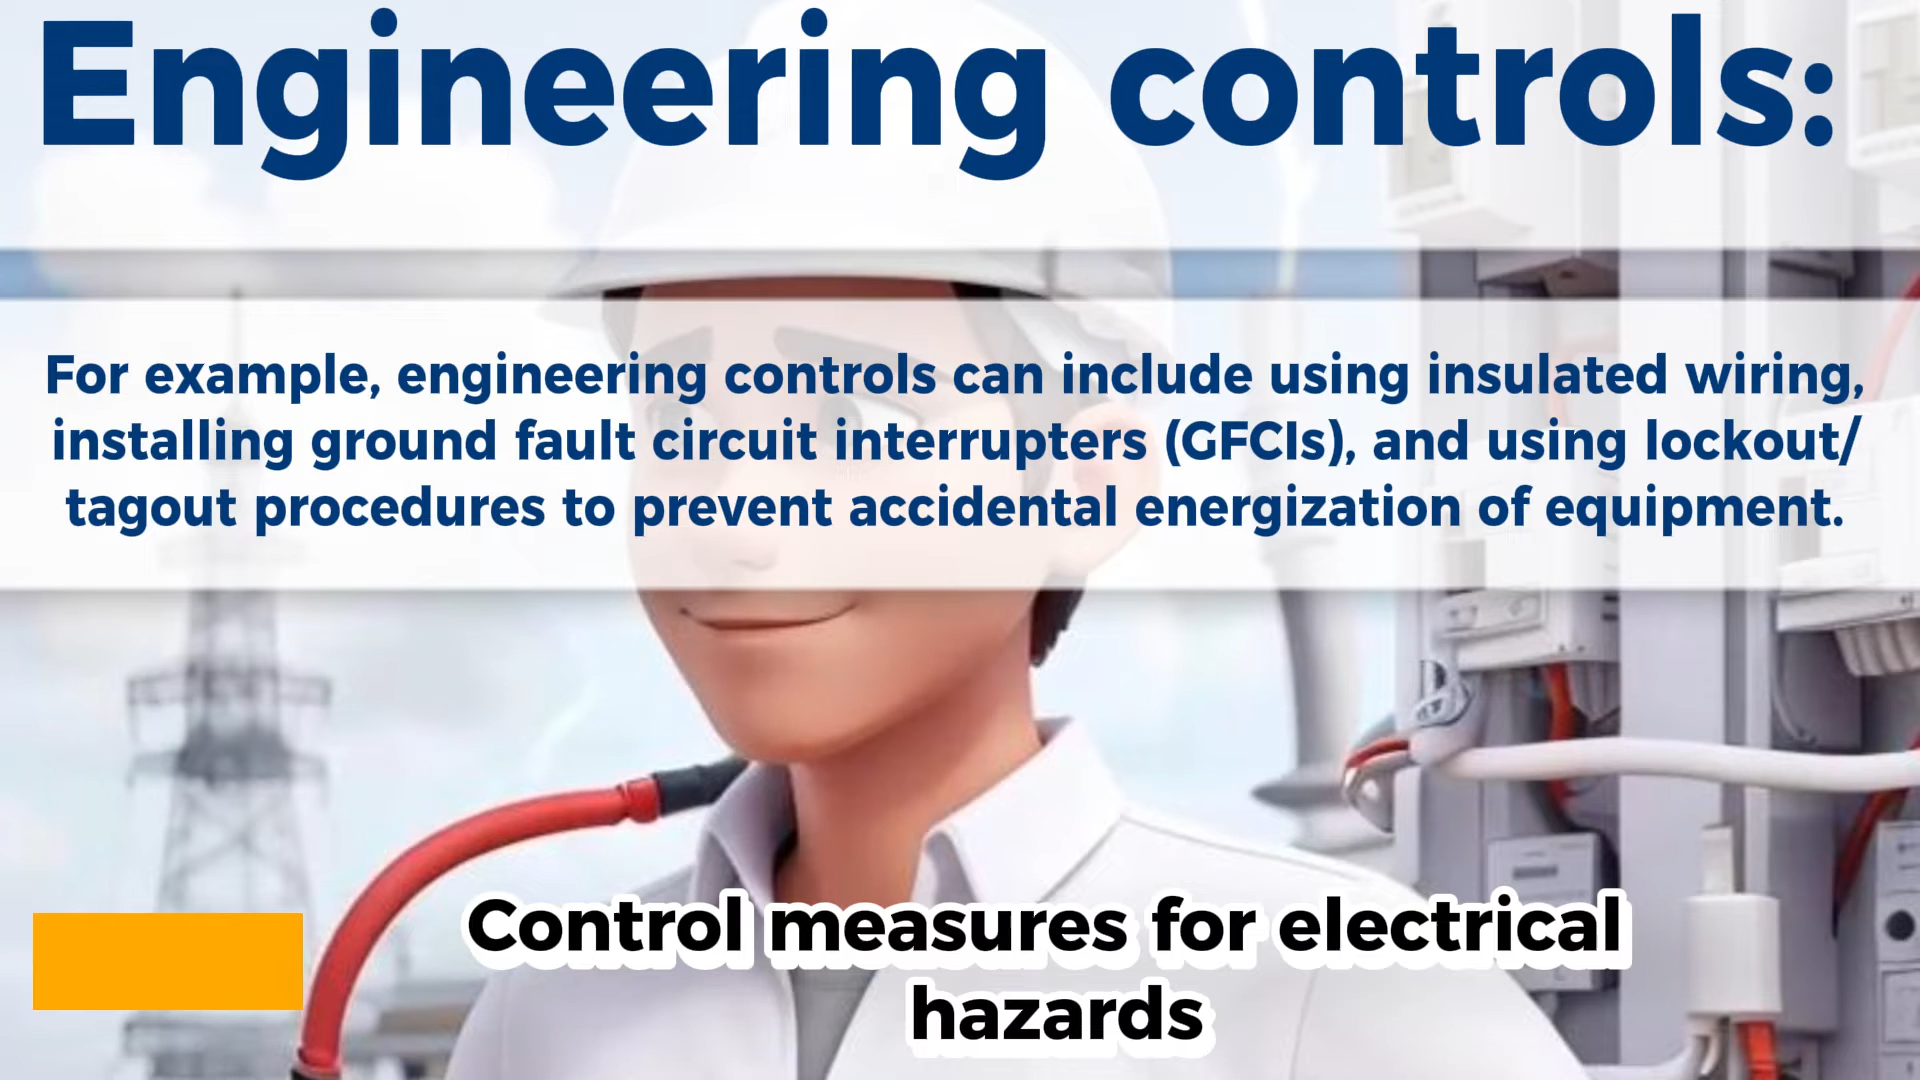 Engineering controls:
For example, engineering controls can include using insulated wiring,
installing ground fault circuit interrupters (GFCIs), and using lockout/
tagout procedures to prevent accidental energization of equipment.
Control measures for electrical
hazards